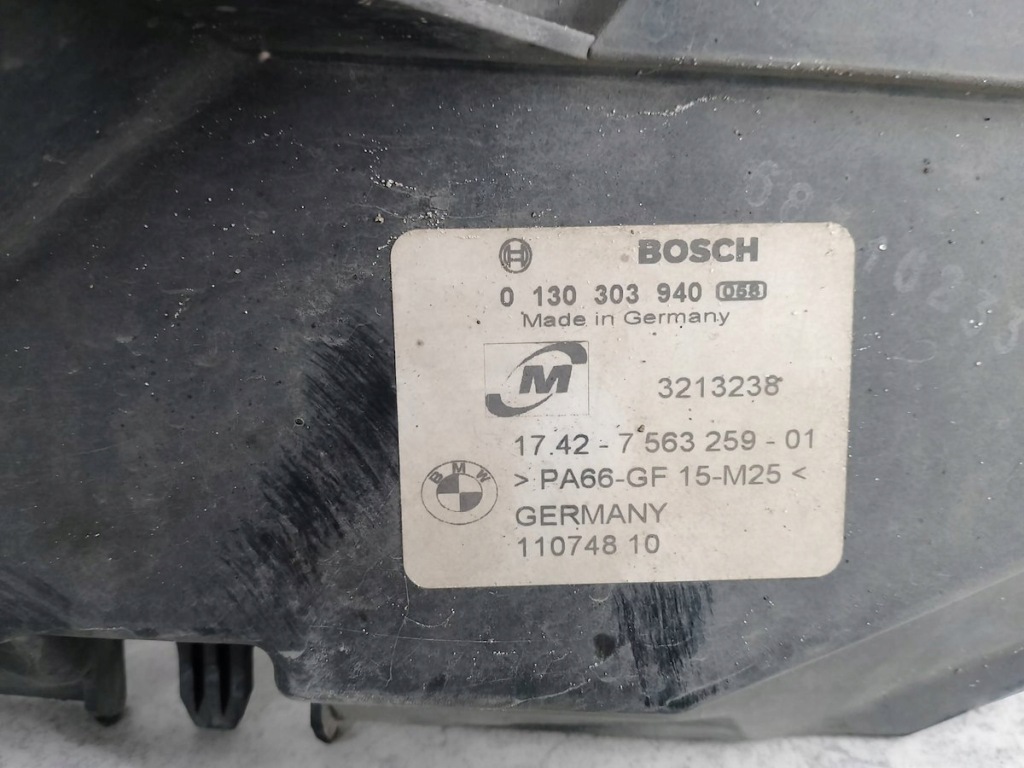 BOSCH
0 130 303 940 058
Made in Germany
M
3213238
17.42 - 7 563 259 - 01
BMW
> PA66-GF 15-M25 <
GERMANY
110748 10